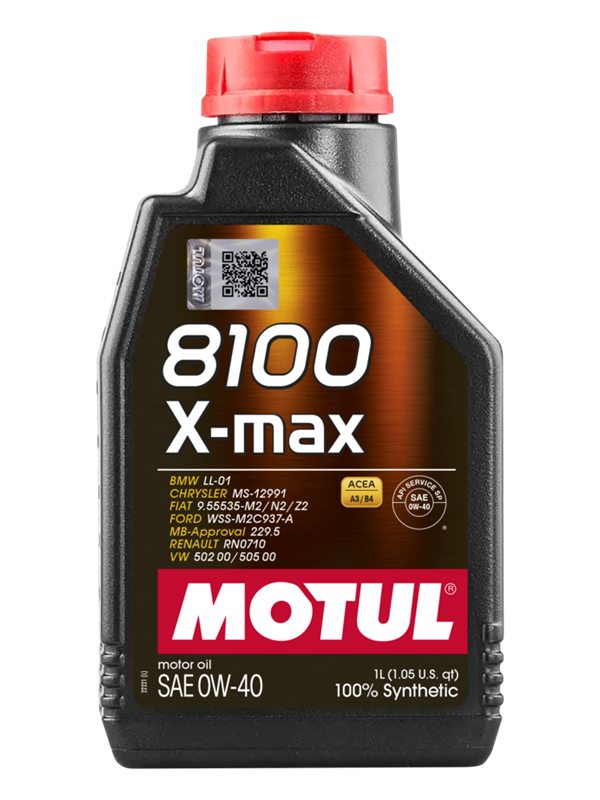 MOTUL
8100
X-max
BMW LL-01
CHRYSLER MS-12991
FIAT 9.55535-M2/N2/Z2
FORD WSS-M2C937-A
MB-Approval 229.5
RENAULT RN0710
VW 502 00/505 00
ACEA
A3/B4
API SERVICE SP
SAE
0W-40
MOTUL®
motor oil
SAE 0W-40
1L (1.05 U.S. qt)
100% Synthetic
22221 (L)